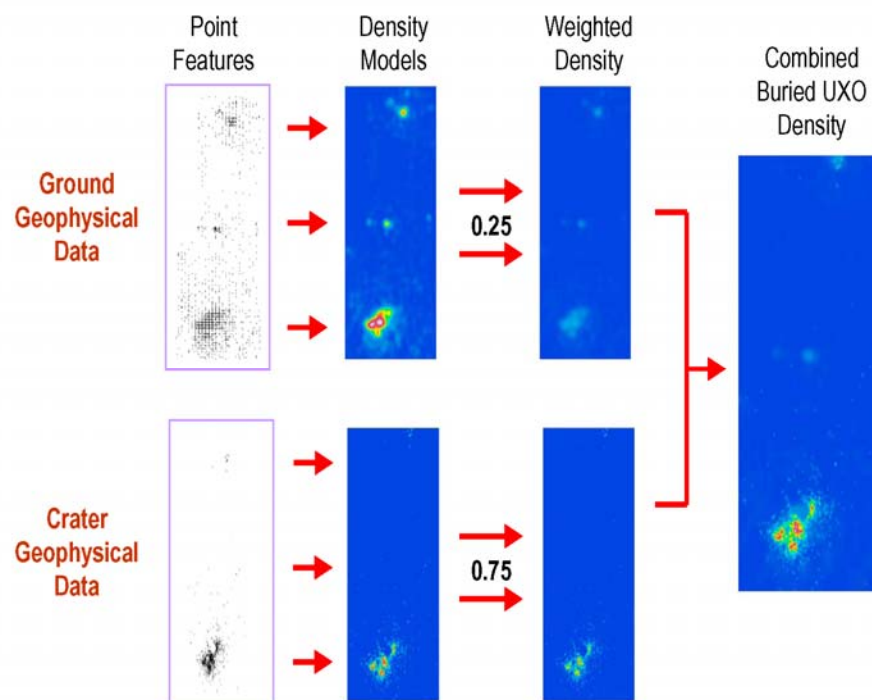 Point
Features
Density
Models
Weighted
Density
Combined
Buried UXO
Density
Ground
Geophysical
Data
0.25
Crater
Geophysical
Data
0.75